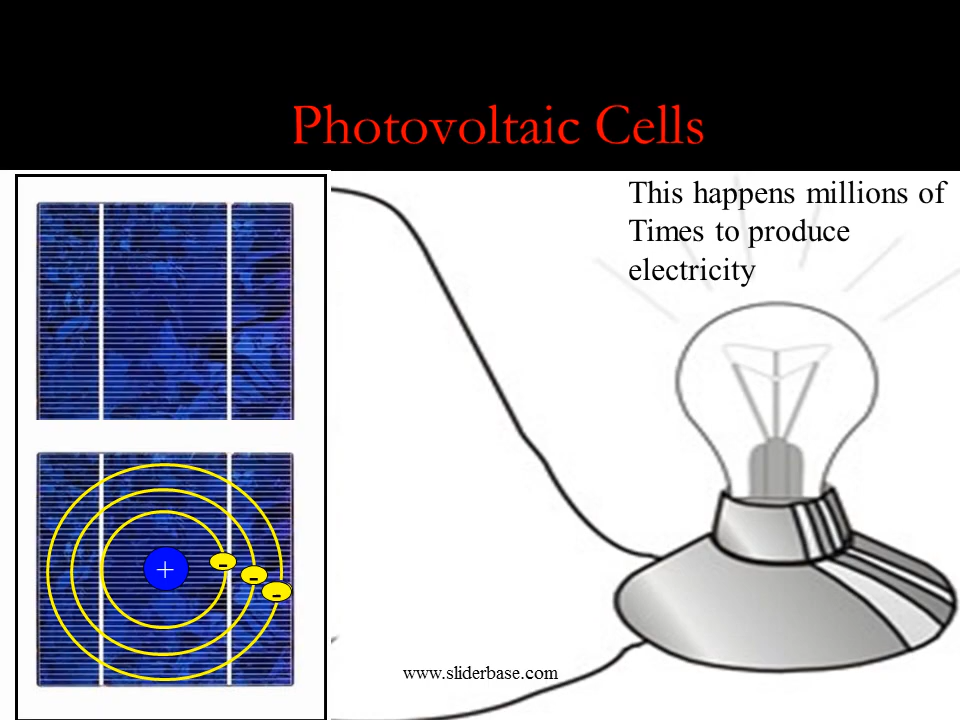 Photovoltaic Cells
This happens millions of
Times to produce
electricity
+
-
-
-
www.sliderbase.com